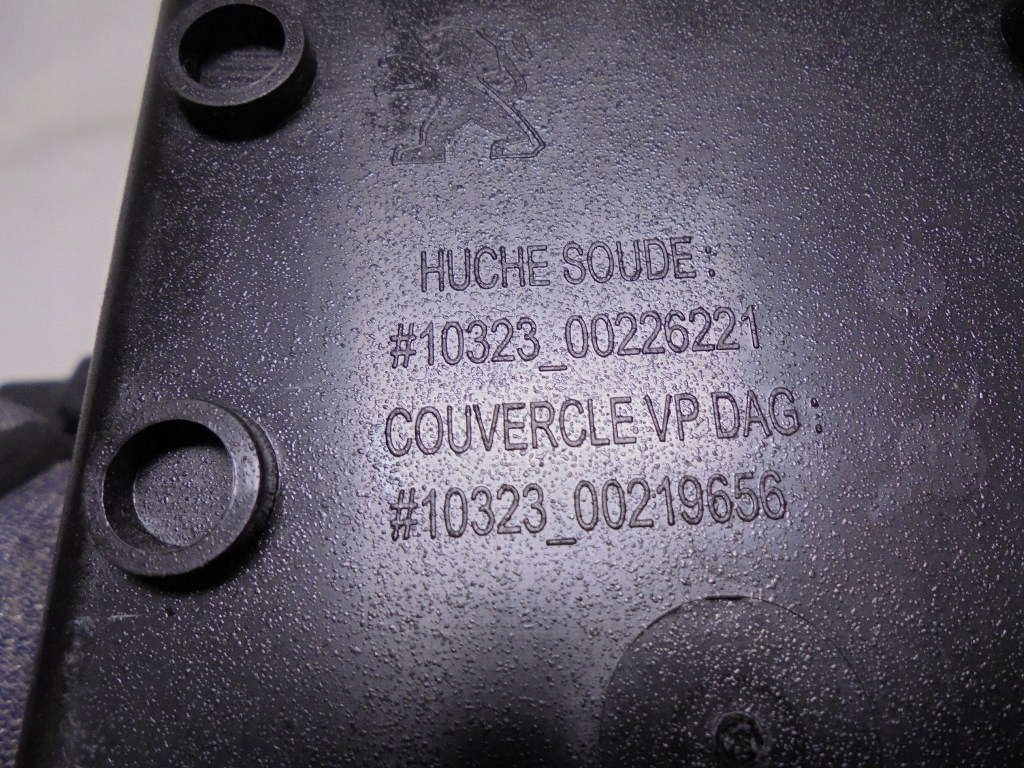 HUCHE SOUDE :
#10323_00226221
COUVERCLE VP DAG :
#10323_00219656